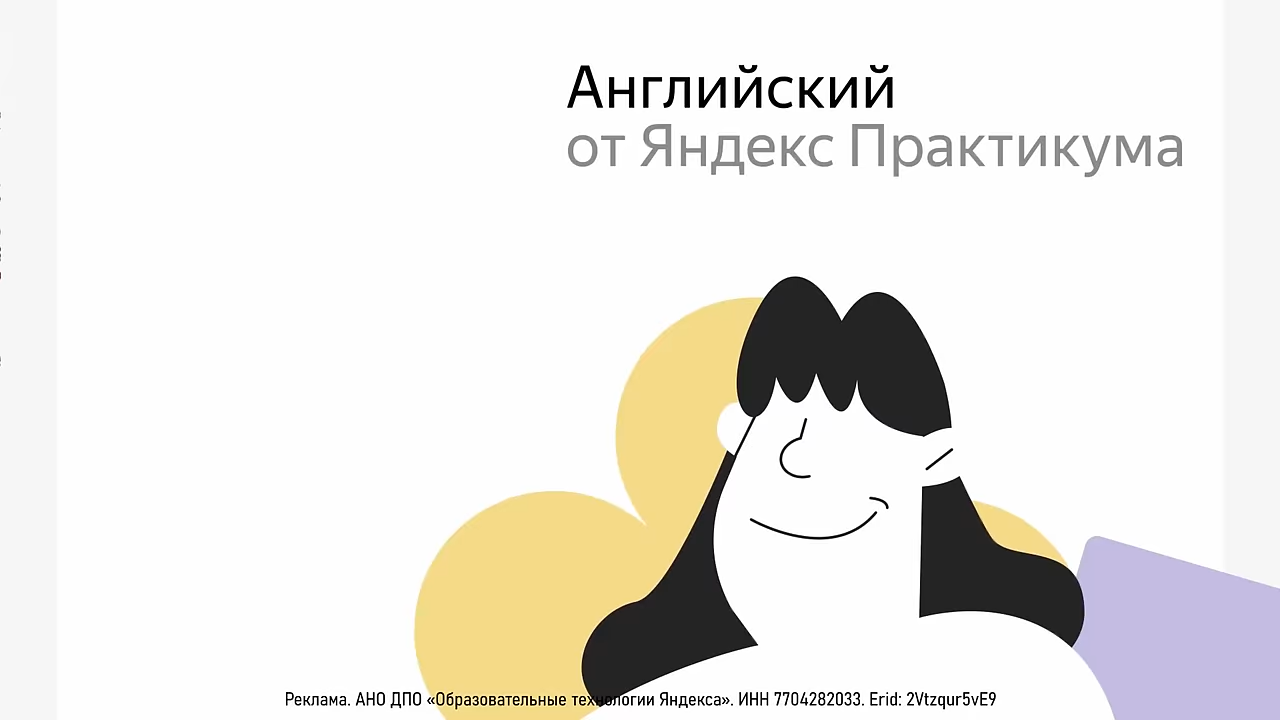 Английский
от Яндекс Практикума
Реклама. АНО ДПО «Образовательные технологии Яндекса». ИНН 7704282033. Erid: 2Vtzqur5vE9